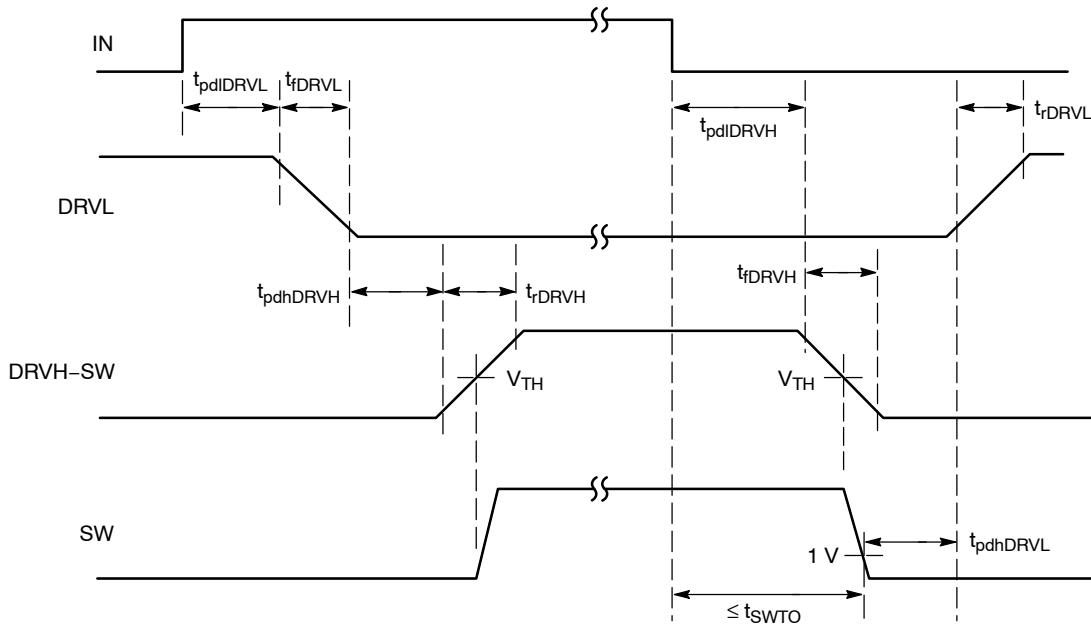 IN
tpdlDRVL
tfDRVL
tpdlDRVH
trDRVL
DRVL
tpdhDRVH
trDRVH
tfDRVH
DRVH−SW
VTH
VTH
SW
1 V
tpdhDRVL
≤ tSWTO